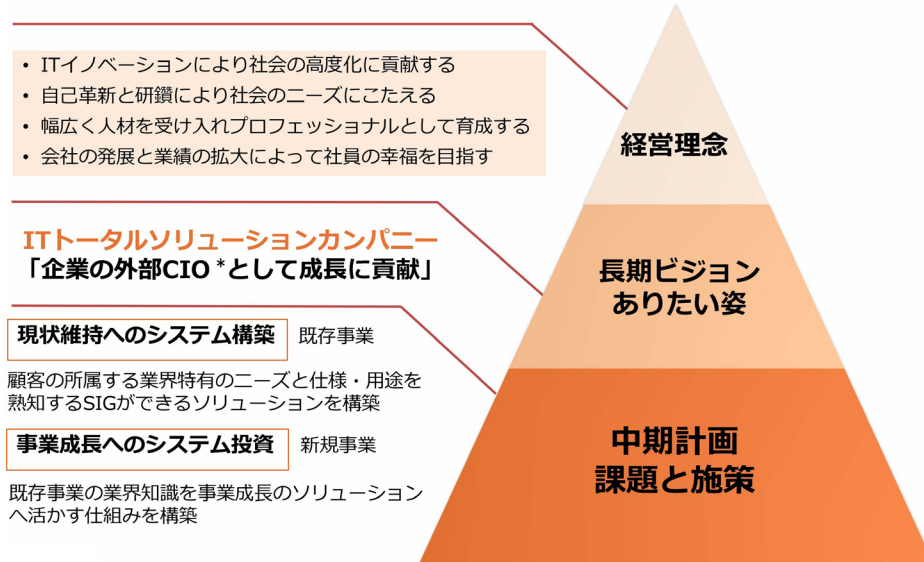 • ITイノベーションにより社会の高度化に貢献する
• 自己革新と研鑽により社会のニーズにこたえる
• 幅広く人材を受け入れプロフェッショナルとして育成する
• 会社の発展と業績の拡大によって社員の幸福を目指す
経営理念
ITトータルソリューションカンパニー
「企業の外部CIO*として成長に貢献」
長期ビジョン
ありたい姿
現状維持へのシステム構築 既存事業
顧客の所属する業界特有のニーズと仕様・用途を
熟知するSIGができるソリューションを構築
事業成長へのシステム投資 新規事業
既存事業の業界知識を事業成長のソリューション
へ活かす仕組みを構築
中期計画
課題と施策